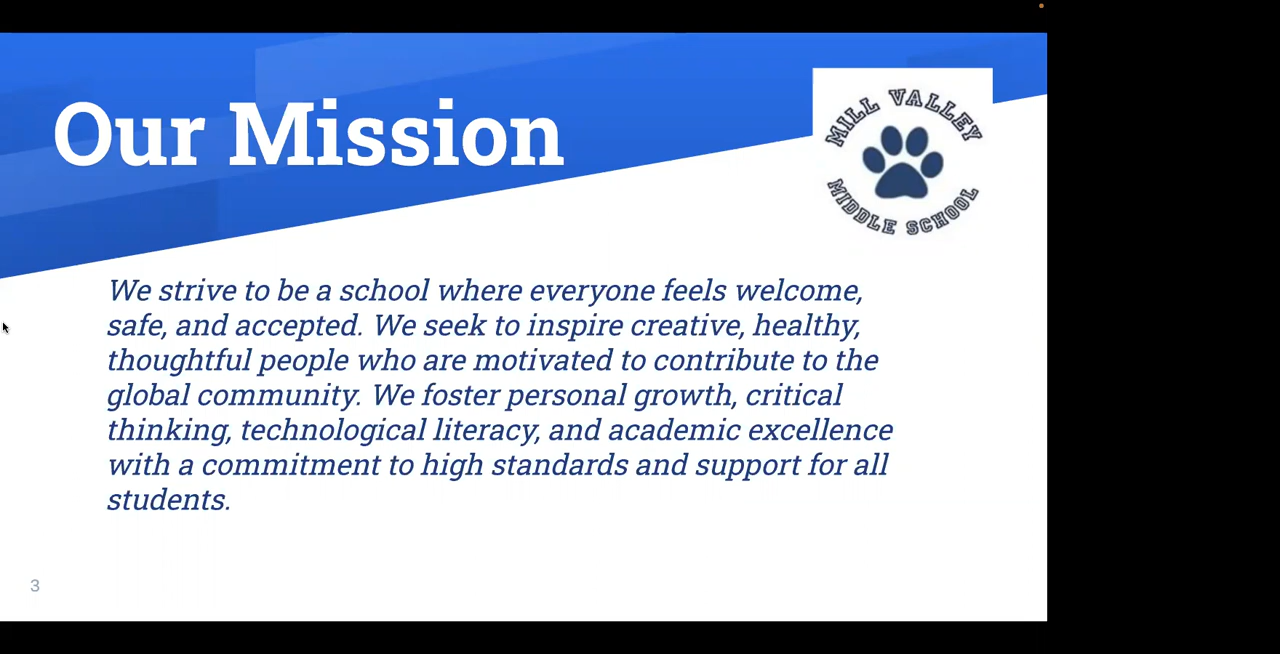 Our Mission
MILL VALLEY
MIDDLE SCHOOL
We strive to be a school where everyone feels welcome,
safe, and accepted. We seek to inspire creative, healthy,
thoughtful people who are motivated to contribute to the
global community. We foster personal growth, critical
thinking, technological literacy, and academic excellence
with a commitment to high standards and support for all
students.
3